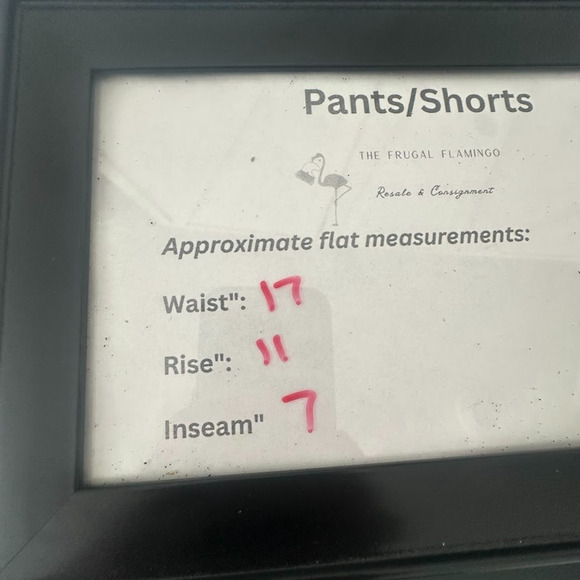 Pants/Shorts
THE FRUGAL FLAMINGO
Resale & Consignment
Approximate flat measurements:
Waist": 17
Rise": 11
Inseam" 7